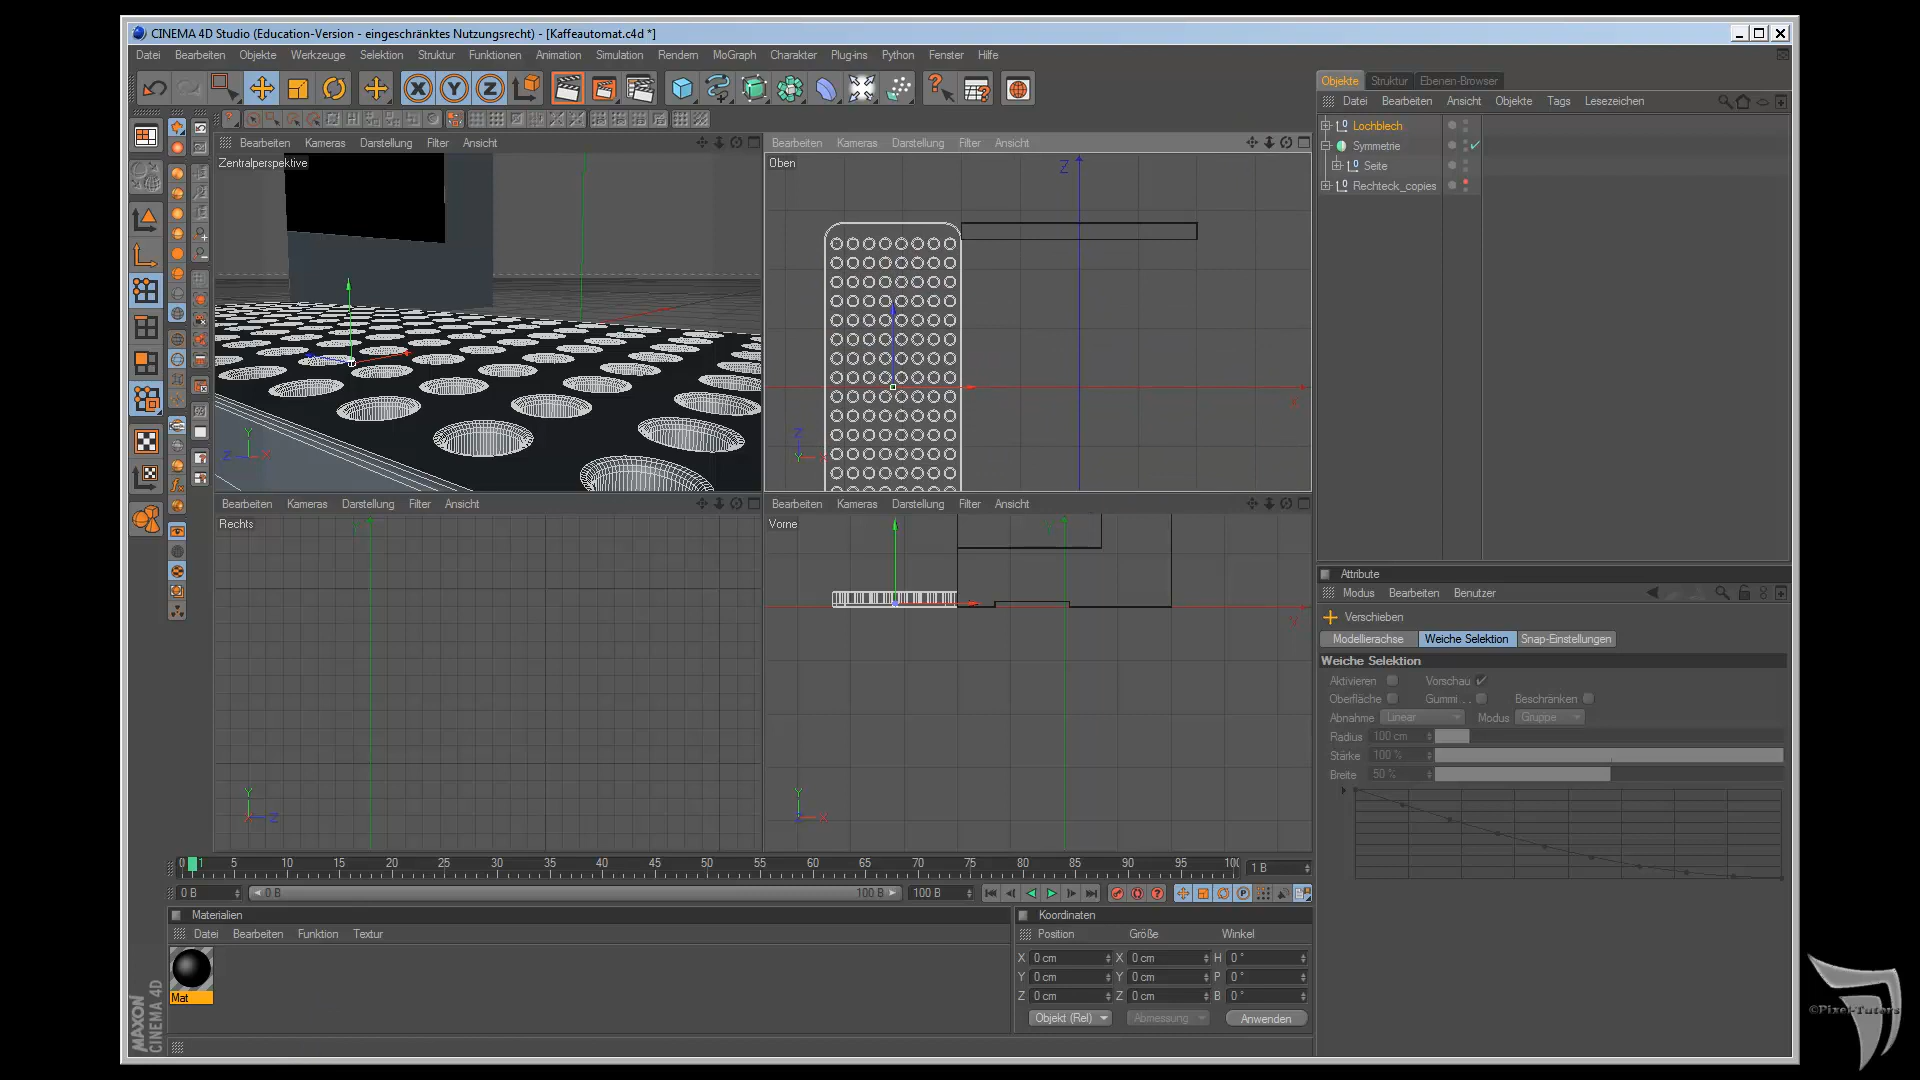 CINEMA 4D Studio (Education-Version - eingeschränktes Nutzungsrecht) - [Kaffeautomat.c4d *]
Datei Bearbeiten Objekte Werkzeuge Selektion Struktur Funktionen Animation Simulation Rendern MoGraph Charakter Plug-ins Python Fenster Hilfe
Objekte Struktur Ebenen-Browser
Datei Bearbeiten Ansicht Objekte Tags Lesezeichen
Lochblech
Symmetrie
Seite
Rechteck_copies
Bearbeiten Kameras Darstellung Filter Ansicht
Zentralperspektive
Bearbeiten Kameras Darstellung Filter Ansicht
Oben
Z
Bearbeiten Kameras Darstellung Filter Ansicht
Rechts
Bearbeiten Kameras Darstellung Filter Ansicht
Vorne
Attribute
Modus Bearbeiten Benutzer
Verschieben
Modellierachse Weiche Selektion Snap-Einstellungen
Weiche Selektion
Aktivieren Vorschau
Oberfläche Gummi . . Beschränken
Abnahme Linear Modus Gruppe
Radius 100 cm
Stärke 100 %
Breite 50 %
0 1 5 10 15 20 25 30 35 40 45 50 55 60 65 70 75 80 85 90 95 100 1 B
0 B 0 B 100 B 100 B
Materialien
Datei Bearbeiten Funktion Textur
Mat
MAXON
CINEMA 4D
Koordinaten
Position Größe Winkel
X 0 cm X 0 cm H 0 °
Y 0 cm Y 0 cm P 0 °
Z 0 cm Z 0 cm B 0 °
Objekt (Rel) Abmessung Anwenden
©Pixel-Tutors